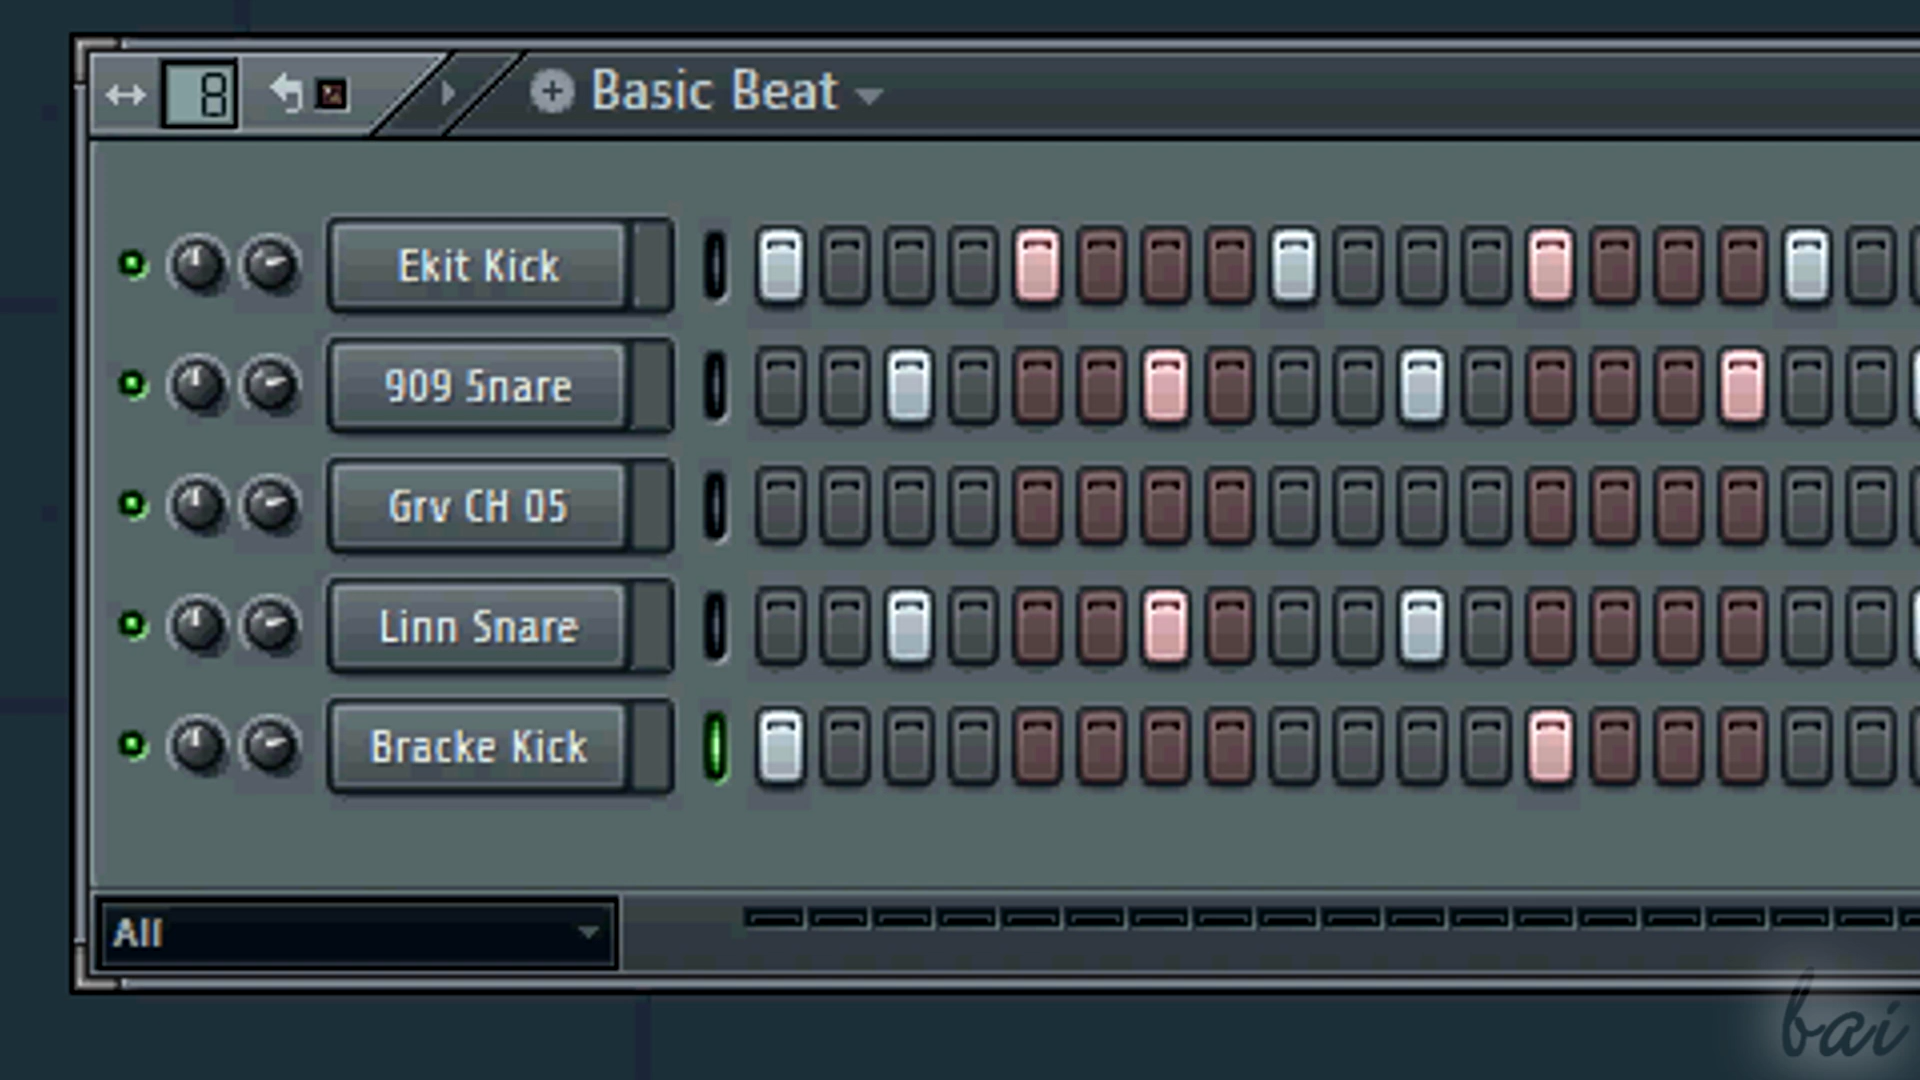 8
Basic Beat
Ekit Kick
909 Snare
Grv CH 05
Linn Snare
Bracke Kick
All
bai